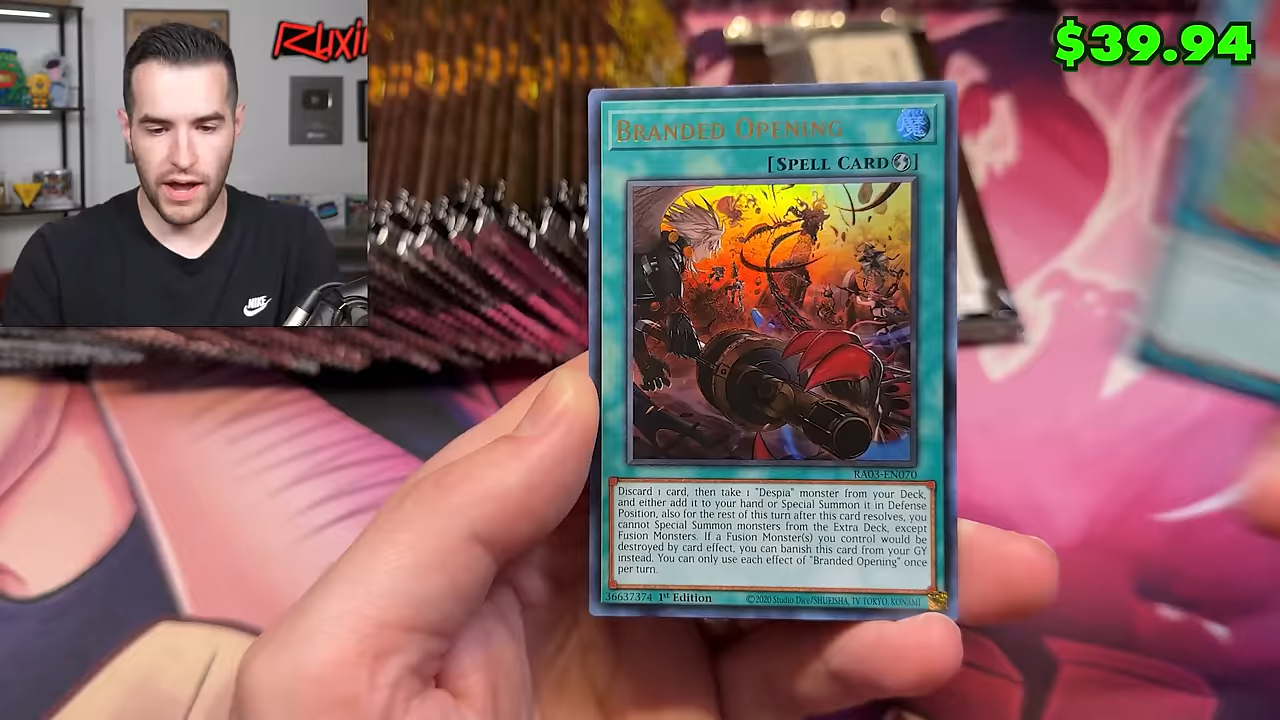 Ruxi
$39.94
BRANDED OPENING
魔
[SPELL CARD]
RA03-EN070
Discard 1 card, then take 1 "Despia" monster from your Deck,
and either add it to your hand or Special Summon it in Defense
Position, also for the rest of this turn after this card resolves, you
cannot Special Summon monsters from the Extra Deck, except
Fusion Monsters. If a Fusion Monster(s) you control would be
destroyed by card effect, you can banish this card from your GY
instead. You can only use each effect of "Branded Opening" once
per turn.
36637374 1st Edition
©2020 Studio Dice/SHUEISHA, TV TOKYO, KONAMI
NIKE